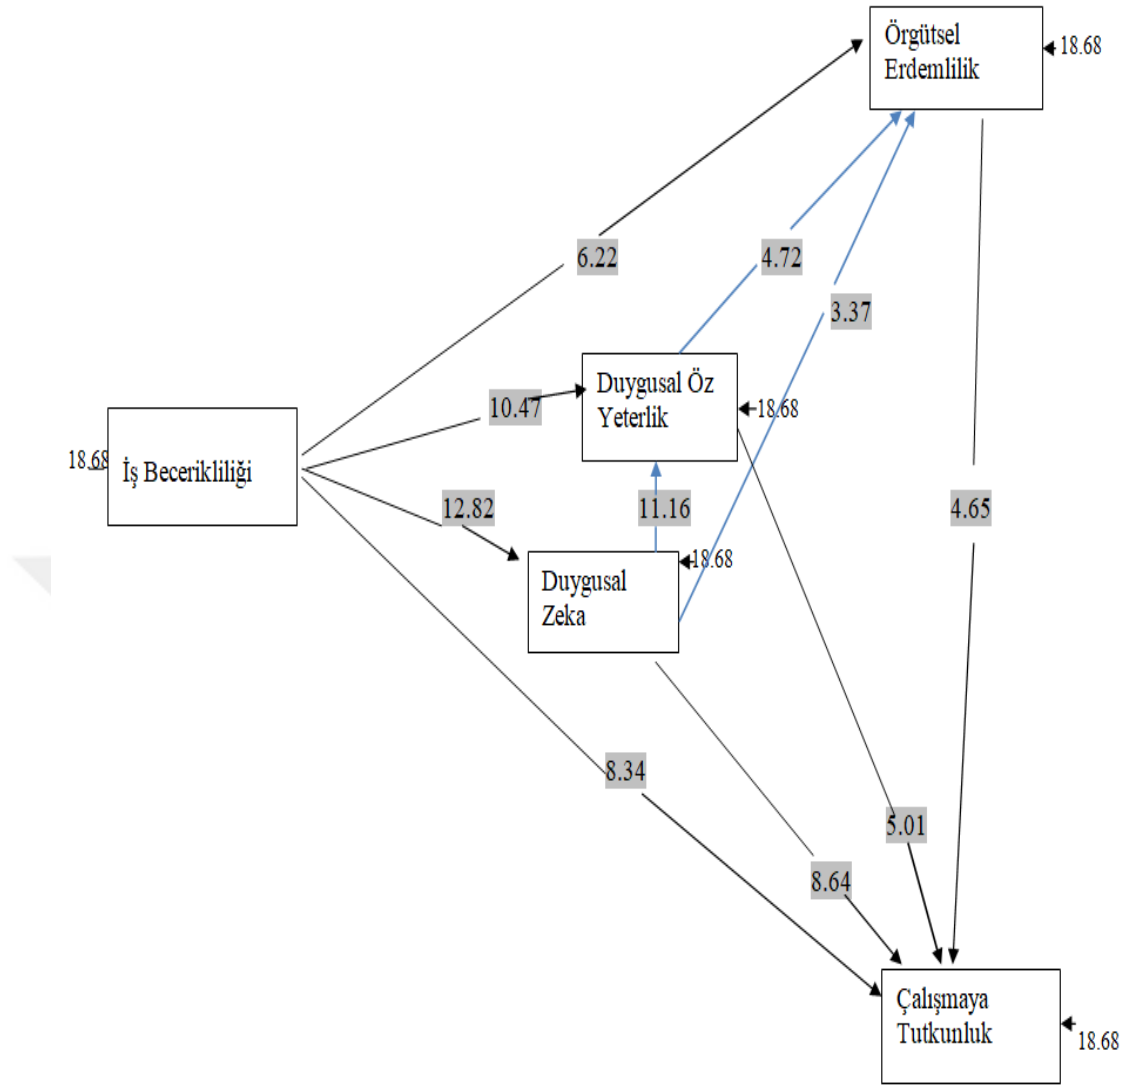 Örgütsel
Erdemlilik
18.68
6.22
4.72
3.37
Duygusal Öz
Yeterlik
18.68
10.47
18.68
İş Becerikliliği
12.82
11.16
4.65
18.68
Duygusal
Zeka
8.34
5.01
8.64
Çalışmaya
Tutkunluk
18.68